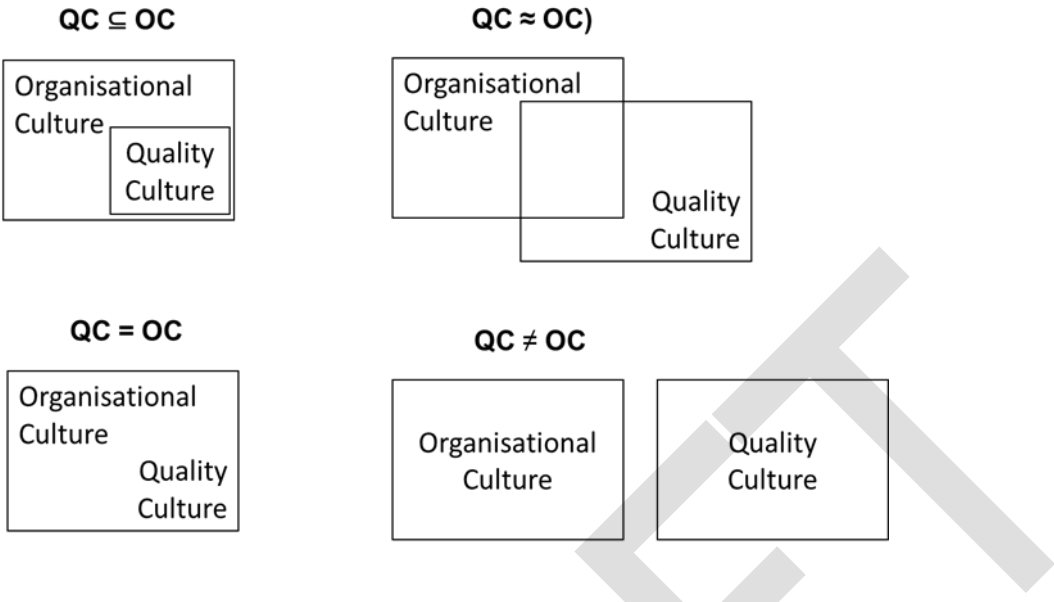 QC ⊆ OC
Organisational
Culture
Quality
Culture
QC ≈ OC)
Organisational
Culture
Quality
Culture
QC = OC
Organisational
Culture
Quality
Culture
QC ≠ OC
Organisational
Culture
Quality
Culture